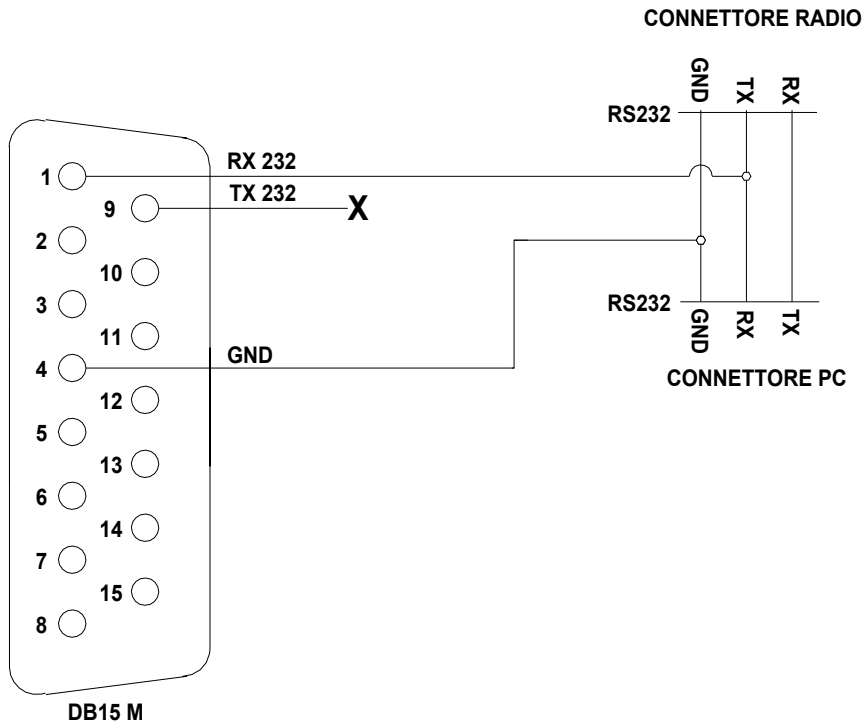 CONNETTORE RADIO
GND TX RX
RS232
1 RX 232
9 TX 232 X
2
10
3
RS232
11
GND RX TX
4 GND
CONNETTORE PC
12
5
13
6
14
7
15
8
DB15 M